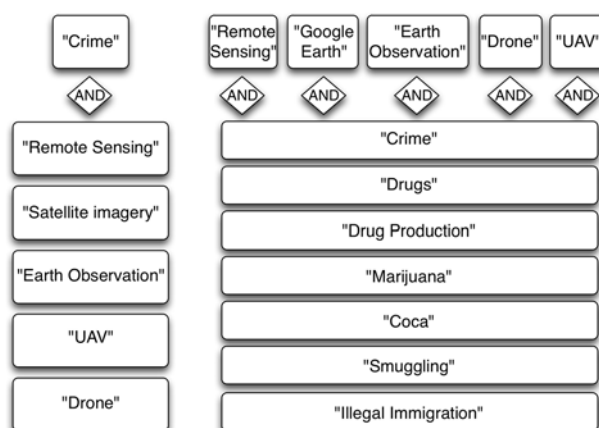 "Crime"
AND
"Remote Sensing"
"Satellite imagery"
"Earth Observation"
"UAV"
"Drone"
"Remote
Sensing"
"Google
Earth"
"Earth
Observation"
"Drone"
"UAV"
AND
AND
AND
AND
AND
"Crime"
"Drugs"
"Drug Production"
"Marijuana"
"Coca"
"Smuggling"
"Illegal Immigration"